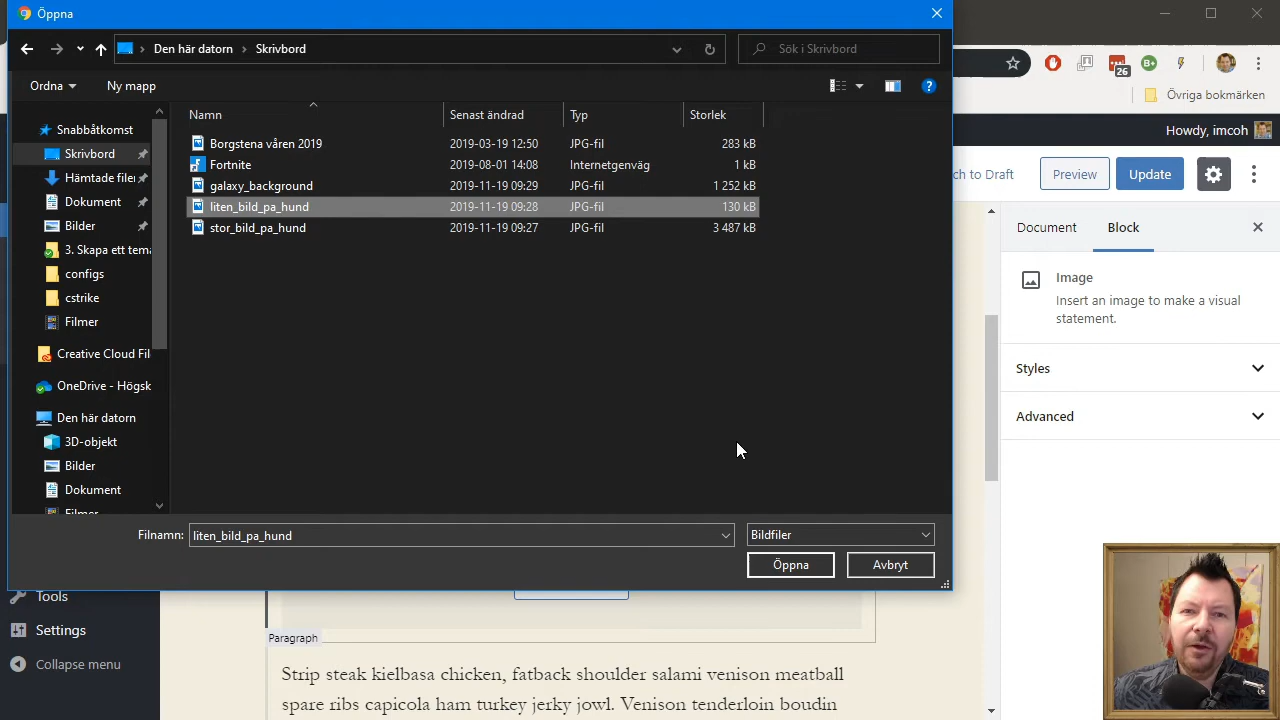 Öppna
Den här datorn
Skrivbord
Sök i Skrivbord
26
Ordna
Ny mapp
Övriga bokmärken
Namn
Senast ändrad
Typ
Storlek
Snabbåtkomst
Howdy, imcoh
Borgstena våren 2019
2019-03-19 12:50
JPG-fil
283 kB
Skrivbord
Fortnite
2019-08-01 14:08
Internetgenväg
1 kB
Hämtade filer
galaxy_background
2019-11-19 09:29
JPG-fil
1 252 kB
ch to Draft
Preview
Update
Dokument
liten_bild_pa_hund
2019-11-19 09:28
JPG-fil
130 kB
Bilder
stor_bild_pa_hund
2019-11-19 09:27
JPG-fil
3 487 kB
Document
Block
3. Skapa ett tema
configs
Image
cstrike
Insert an image to make a visual
statement.
Filmer
Creative Cloud Fil
Styles
OneDrive - Högsk
Den här datorn
Advanced
3D-objekt
Bilder
Dokument
Filmer
Filnamn:
liten_bild_pa_hund
Bildfiler
Öppna
Avbryt
Tools
Settings
Paragraph
Collapse menu
Strip steak kielbasa chicken, fatback shoulder salami venison meatball
spare ribs capicola ham turkey jerky jowl. Venison tenderloin boudin